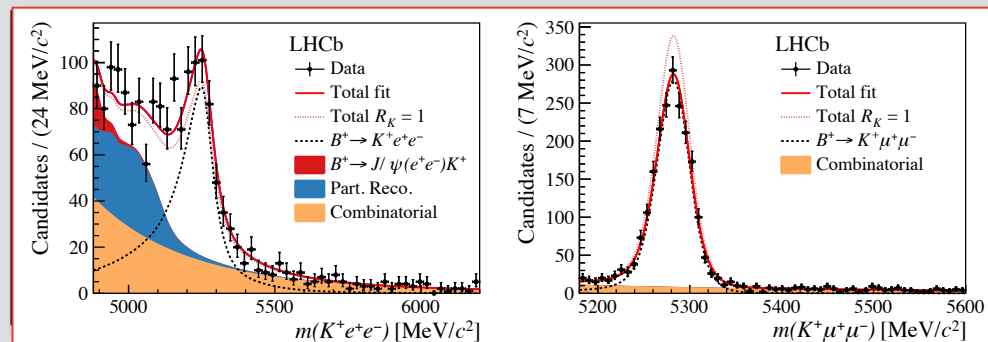 Candidates / (24 MeV/c²)
100
80
60
40
20
0
LHCb
Data
Total fit
Total R_K = 1
B⁺→ K⁺e⁺e⁻
B⁺→ J/ ψ(e⁺e⁻)K⁺
Part. Reco.
Combinatorial
5000
5500
6000
m(K⁺e⁺e⁻) [MeV/c²]
Candidates / (7 MeV/c²)
350
300
250
200
150
100
50
0
LHCb
Data
Total fit
Total R_K = 1
B⁺→ K⁺μ⁺μ⁻
Combinatorial
5200
5300
5400
5500
5600
m(K⁺μ⁺μ⁻) [MeV/c²]